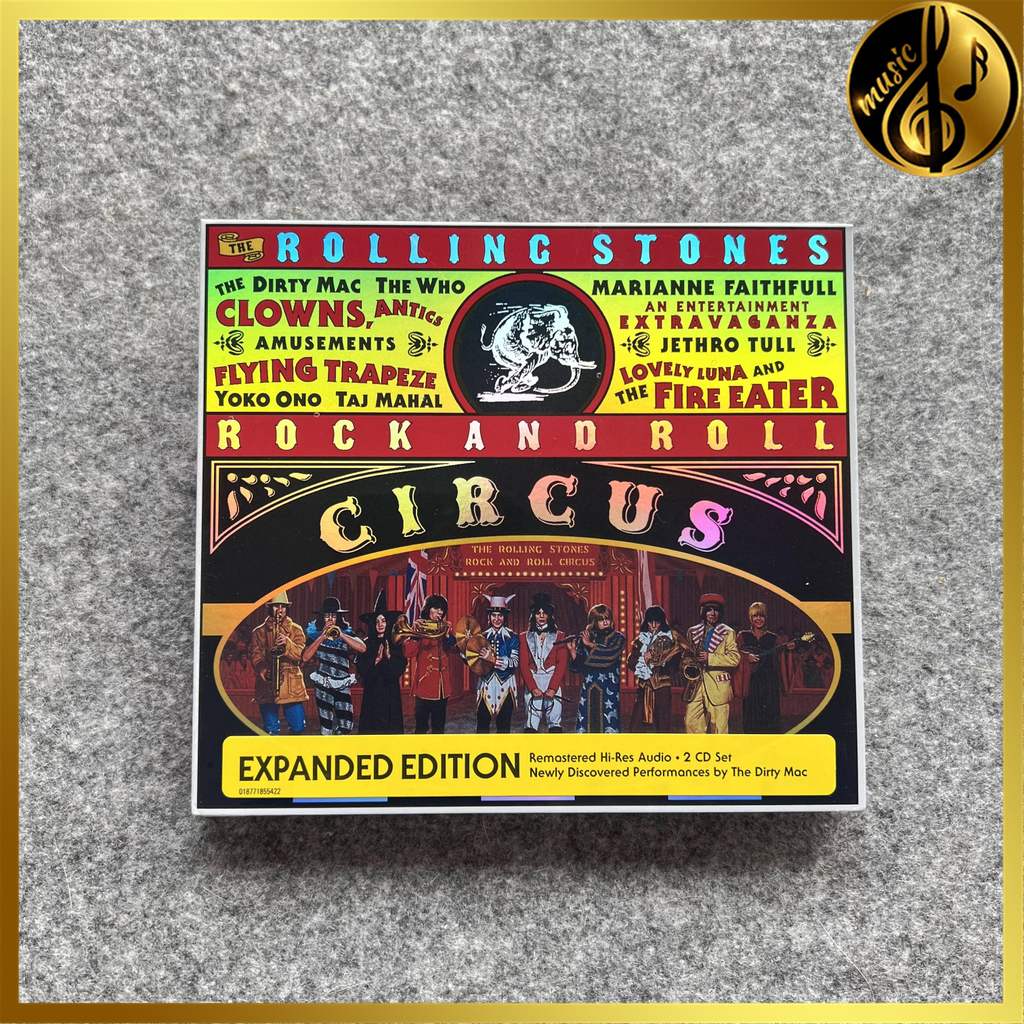 music
THE ROLLING STONES
THE DIRTY MAC THE WHO
CLOWNS, ANTICS
AMUSEMENTS
FLYING TRAPEZE
YOKO ONO TAJ MAHAL
MARIANNE FAITHFULL
AN ENTERTAINMENT
EXTRAVAGANZA
JETHRO TULL
LOVELY LUNA AND
THE FIRE EATER
ROCK AND ROLL
CIRCUS
THE ROLLING STONES
ROCK AND ROLL CIRCUS
EXPANDED EDITION
Remastered Hi-Res Audio • 2 CD Set
Newly Discovered Performances by The Dirty Mac
018771855422